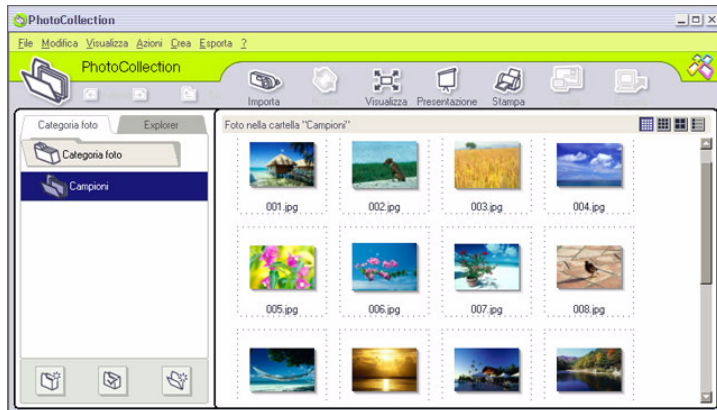 PhotoCollection
File Modifica Visualizza Azioni Crea Esporta ?
PhotoCollection
Importa Visualizza Presentazione Stampa
Categoria foto Explorer
Foto nella cartella "Campioni"
Categoria foto
Campioni
001.jpg 002.jpg 003.jpg 004.jpg
005.jpg 006.jpg 007.jpg 008.jpg